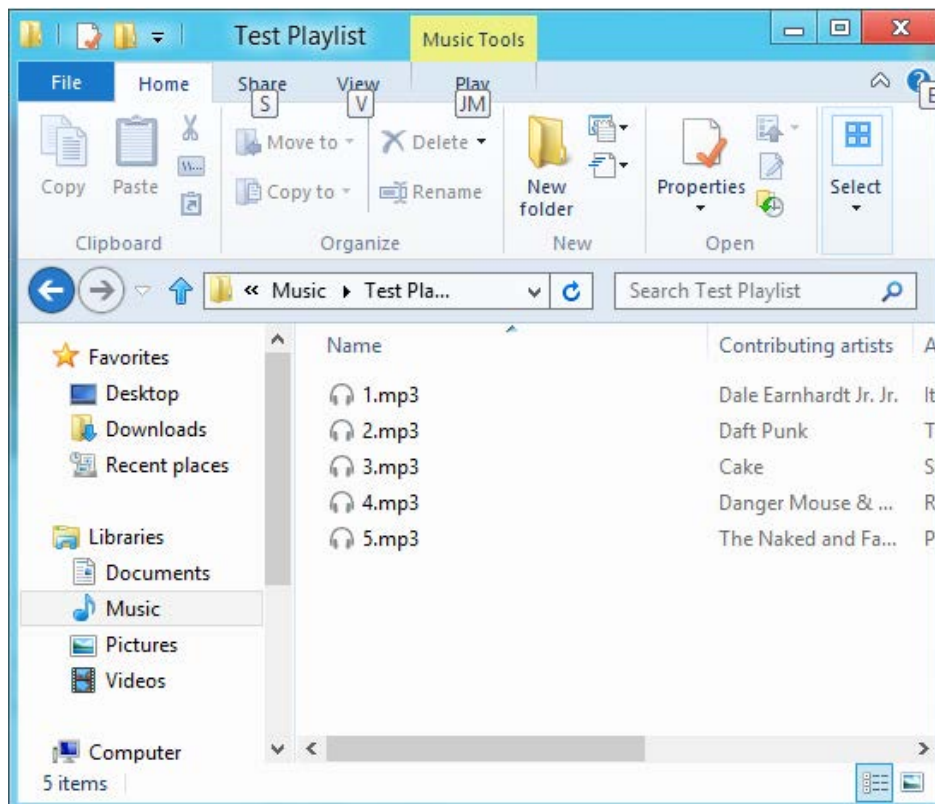 Test Playlist
Music Tools
File
Home
Share
View
Play
S
V
JM
E
Copy
Paste
W...
Move to
Copy to
Delete
Rename
New folder
Properties
Select
Clipboard
Organize
New
Open
« Music Test Pla...
Search Test Playlist
Favorites
Desktop
Downloads
Recent places
Libraries
Documents
Music
Pictures
Videos
Computer
Name Contributing artists A
1.mp3 Dale Earnhardt Jr. Jr. It
2.mp3 Daft Punk T
3.mp3 Cake S
4.mp3 Danger Mouse & ... R
5.mp3 The Naked and Fa... P
5 items